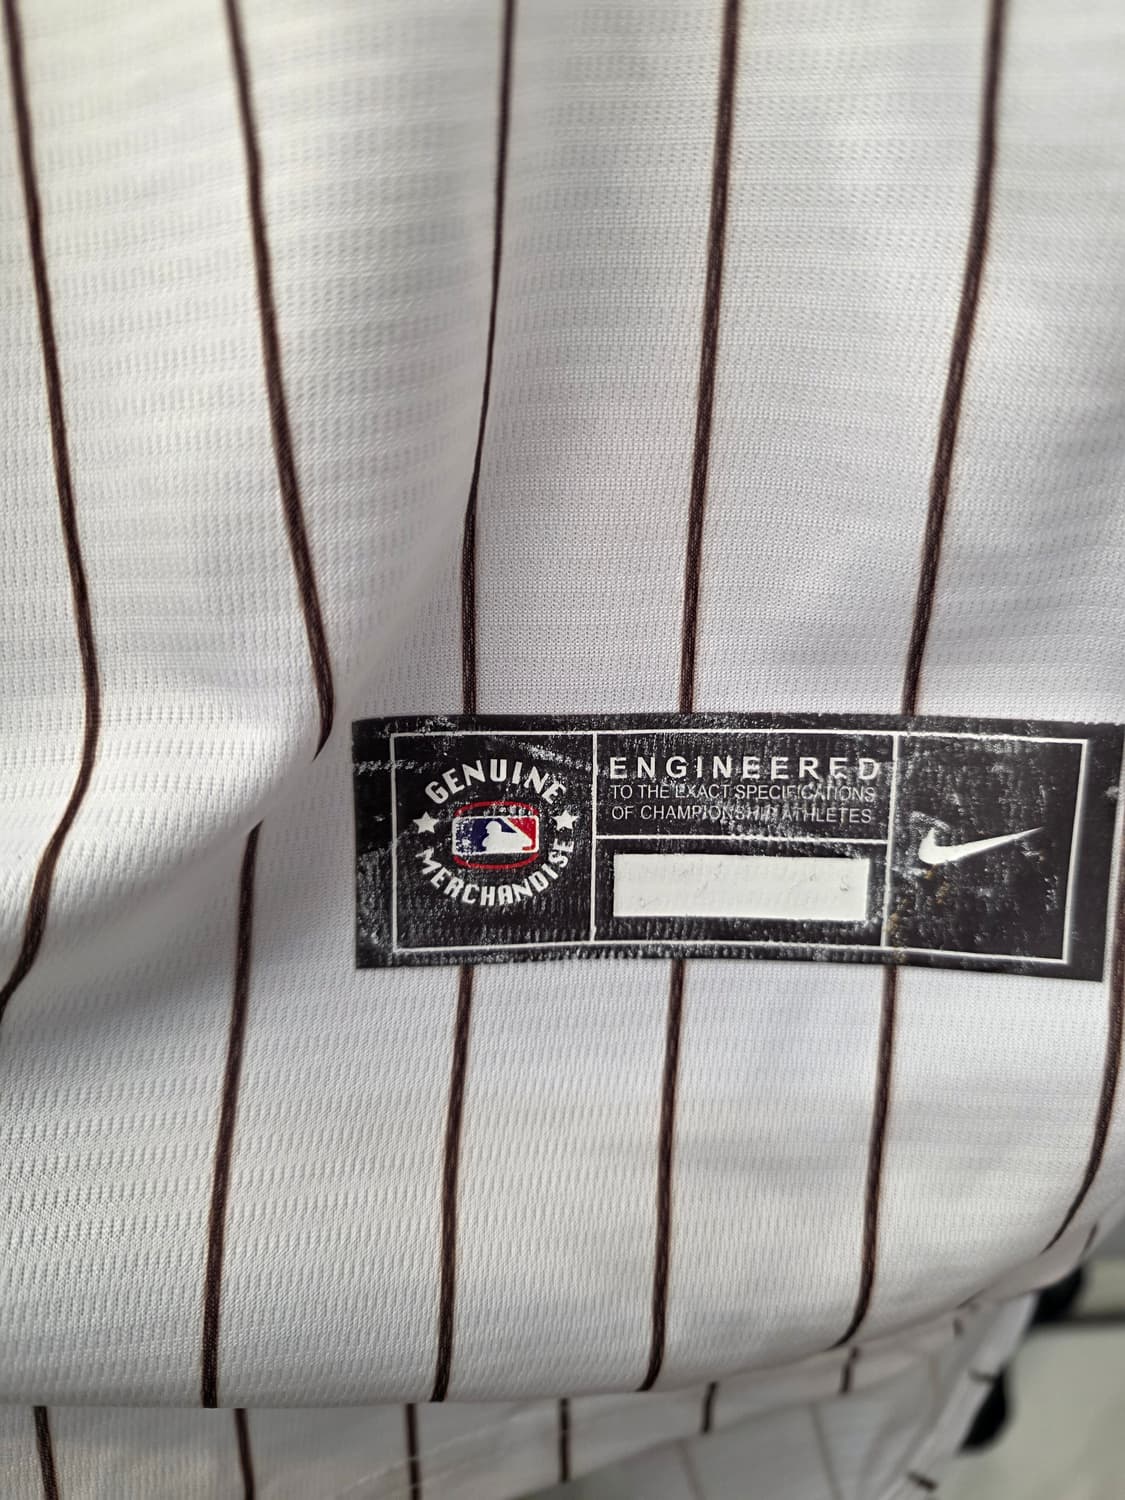 GENUINE
MERCHANDISE
ENGINEERED
TO THE EXACT SPECIFICATIONS
OF CHAMPIONSHIP ATHLETES